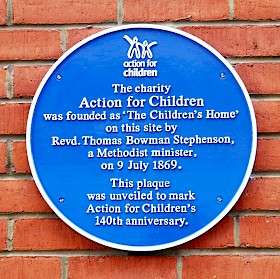 action for
children
The charity
Action for Children
was founded as 'The Children's Home'
on this site by
Revd. Thomas Bowman Stephenson,
a Methodist minister,
on 9 July 1869.
This plaque
was unveiled to mark
Action for Children's
140th anniversary.